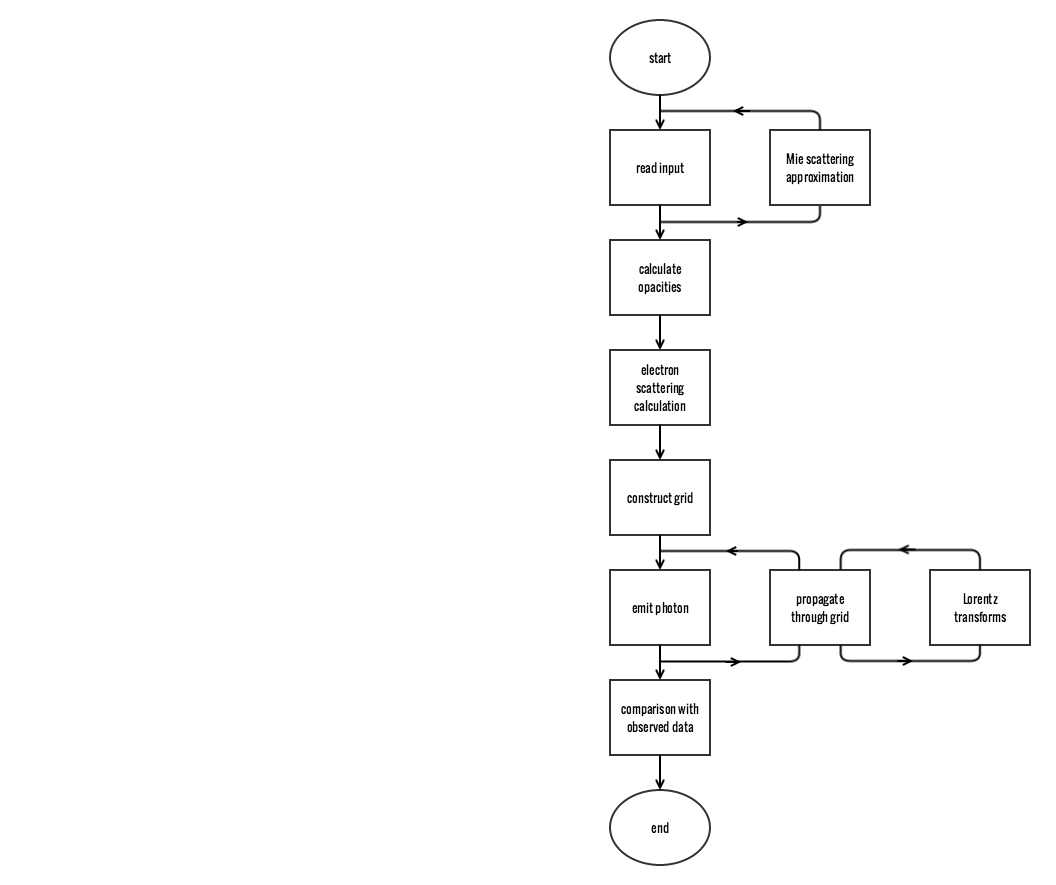 start
read input
Mie scattering
approximation
calculate
opacities
electron
scattering
calculation
construct grid
emit photon
propagate
through grid
Lorentz
transforms
comparison with
observed data
end